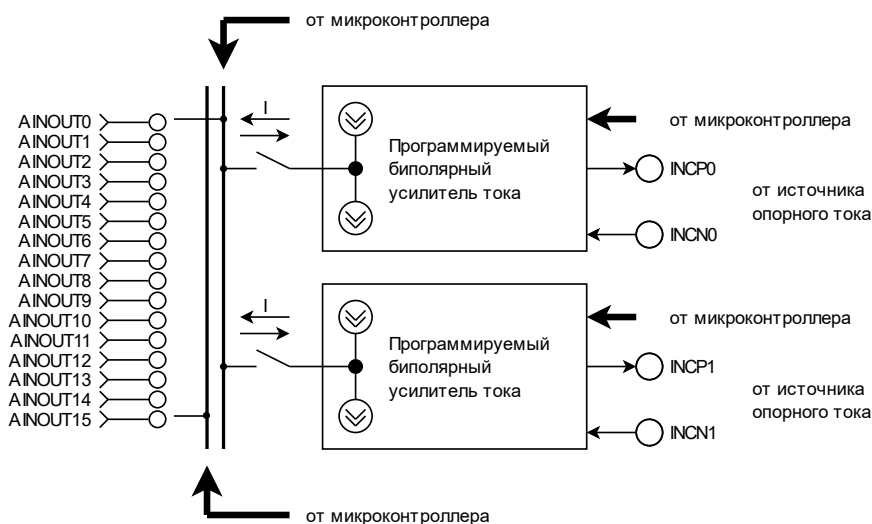 от микроконтроллера
AINOUT0
AINOUT1
AINOUT2
AINOUT3
AINOUT4
AINOUT5
AINOUT6
AINOUT7
AINOUT8
AINOUT9
AINOUT10
AINOUT11
AINOUT12
AINOUT13
AINOUT14
AINOUT15
I
Программируемый
биполярный
усилитель тока
от микроконтроллера
INCP0
от источника
опорного тока
INCN0
I
Программируемый
биполярный
усилитель тока
от микроконтроллера
INCP1
от источника
опорного тока
INCN1
от микроконтроллера